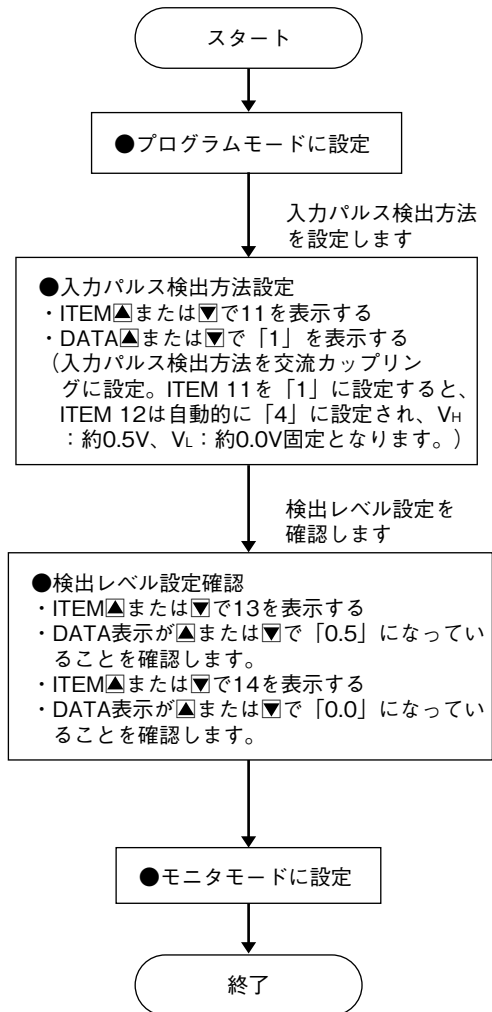 スタート
●プログラムモードに設定
入力パルス検出方法
を設定します
●入力パルス検出方法設定
・ITEM▲または▼で11を表示する
・DATA▲または▼で「1」を表示する
（入力パルス検出方法を交流カップリン
グに設定。ITEM 11を「1」に設定すると、
ITEM 12は自動的に「4」に設定され、VH
：約0.5V、VL：約0.0V固定となります。）
検出レベル設定を
確認します
●検出レベル設定確認
・ITEM▲または▼で13を表示する
・DATA表示が▲または▼で「0.5」になってい
ることを確認します。
・ITEM▲または▼で14を表示する
・DATA表示が▲または▼で「0.0」になってい
ることを確認します。
●モニタモードに設定
終了